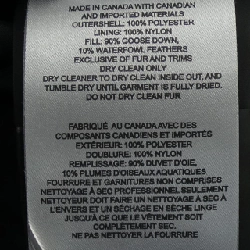 MADE IN CANADA WITH CANADIAN
AND IMPORTED MATERIALS
OUTERSHELL: 100% POLYESTER
LINING: 100% NYLON
FILL: 90% GOOSE DOWN,
10% WATERFOWL, FEATHERS
EXCLUSIVE OF FUR AND TRIMS
DRY CLEAN ONLY
DRY CLEANER TO DRY CLEAN INSIDE OUT, AND
TUMBLE DRY UNTIL GARMENT IS FULLY DRIED.
DO NOT DRY CLEAN FUR
FABRIQUÉ AU CANADA AVEC DES
COMPOSANTS CANADIENS ET IMPORTÉS
EXTÉRIEUR: 100% POLYESTER
DOUBLURE: 100% NYLON
REMPLISSAGE: 90% DUVET D'OIE,
10% PLUMES D'OISEAUX AQUATIQUES
FOURRURE ET GARNITURES NON COMPRISES
NETTOYAGE À SEC PROFESSIONNEL SEULEMENT
NETTOYEUR DOIT FAIRE UN NETTOYAGE À SEC À
L'ENVERS ET UN SÉCHAGE EN SÈCHE LINGE
JUSQU'À CE QUE LE VÊTEMENT SOIT
COMPLÈTEMENT SEC.
NE PAS NETTOYER LA FOURRURE